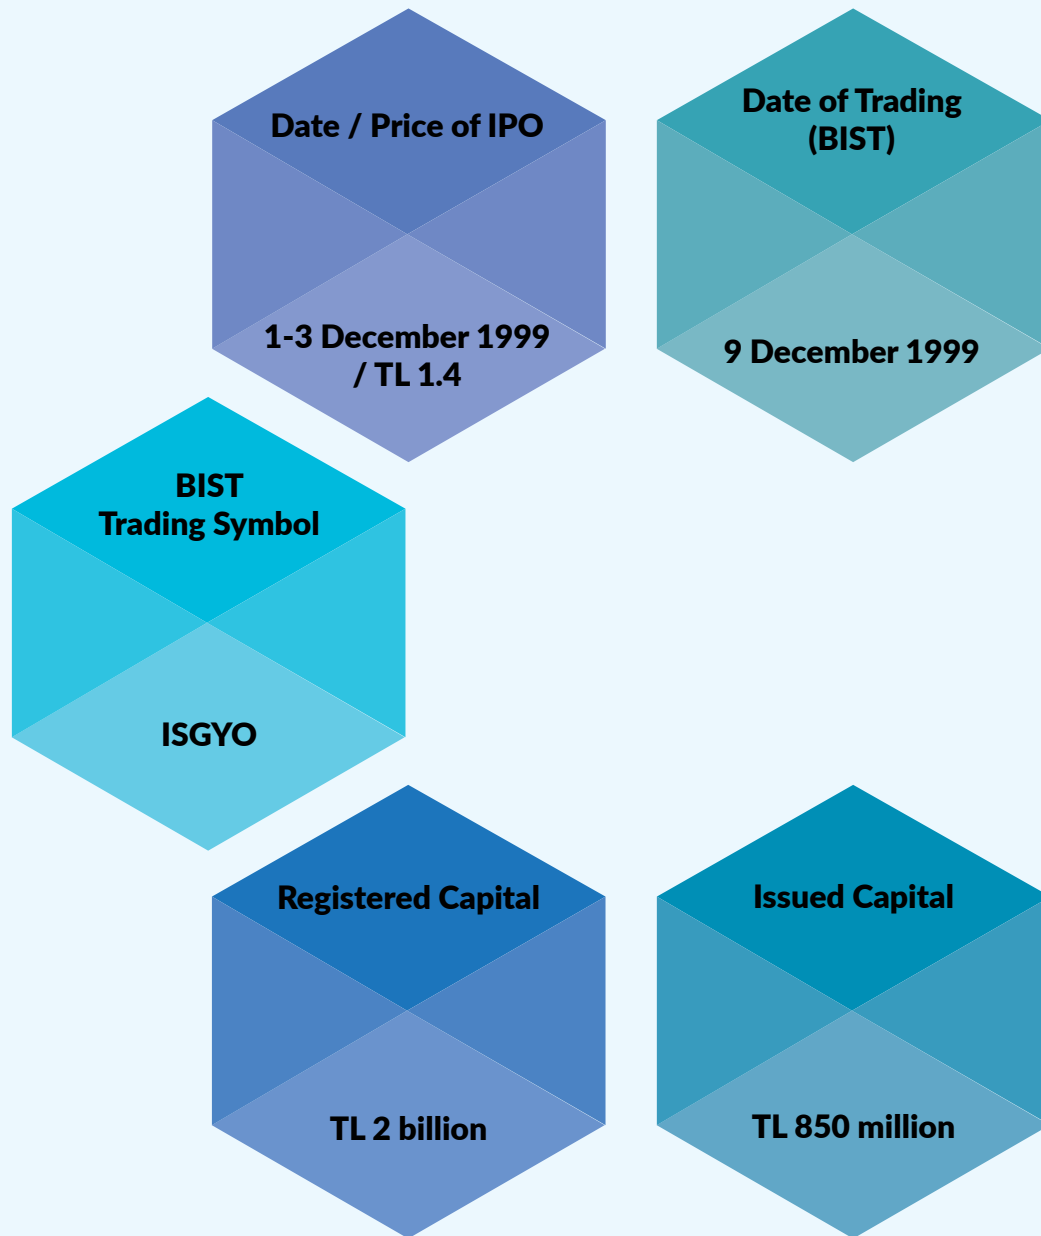 Date / Price of IPO
1-3 December 1999
/ TL 1.4
Date of Trading
(BIST)
9 December 1999
BIST
Trading Symbol
ISGYO
Registered Capital
TL 2 billion
Issued Capital
TL 850 million